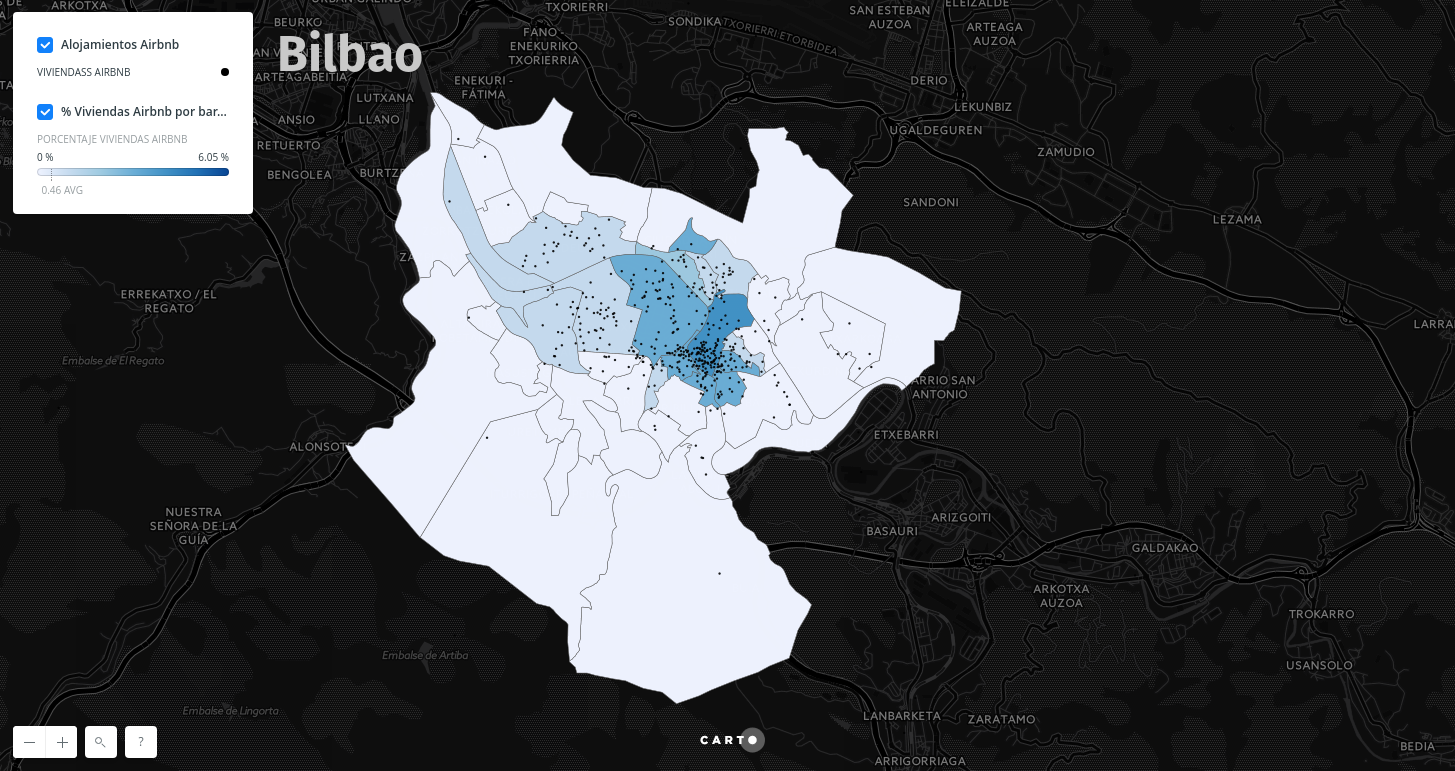 ARKOTXA
BEURKO
TXORIERRI
SONDIKA
TXORIERRI ETORBIDEA
SAN ESTEBAN
AUZOA
ELEIZALDE
ARTEAGA
AUZOA
Alojamientos Airbnb
VIVIENDASS AIRBNB
% Viviendas Airbnb por bar...
PORCENTAJE VIVIENDAS AIRBNB
0 %
6.05 %
0.46 AVG
Bilbao
ARTEAGABEITIA
FANO -
ENEKURIKO
TXORIERRIA
ENEKURI -
FÁTIMA
LUTXANA
ANSIO
LLANO
RETUERTO
BENGOLEA
BURTZE
ZA
DERIO
LEKUNBIZ
UGALDEGUREN
ZAMUDIO
SANDONI
LEZAMA
LARRA
ERREKATXO / EL
REGATO
Embalse de El Regato
ARRIO SAN
ANTONIO
ETXEBARRI
ALONSOTE
NUESTRA
SEÑORA DE LA
GUÍA
ARIZGOITI
BASAURI
GALDAKAO
ARKOTXA
AUZOA
TROKARRO
Embalse de Artiba
USANSOLO
Embalse de Lingorta
LANBARKETA
ZARATAMO
CARTO
BEDIA
ARRIGORRIAGA
?